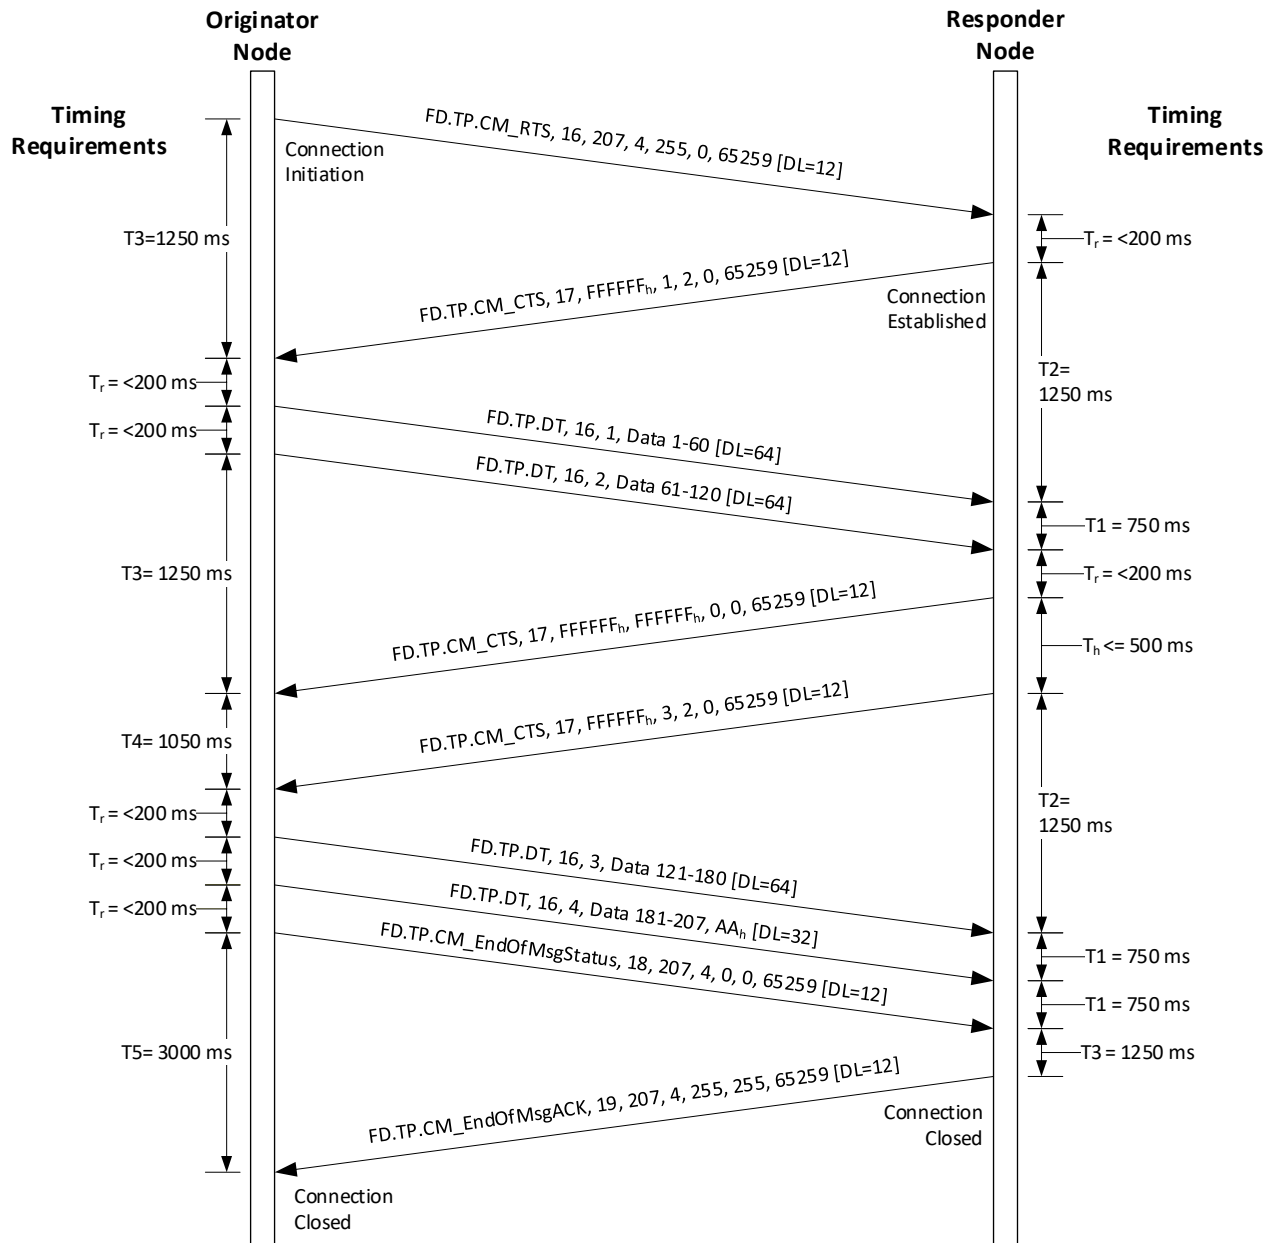 Originator
Node
Responder
Node
Timing
Requirements
Timing
Requirements
FD.TP.CM_RTS, 16, 207, 4, 255, 0, 65259 [DL=12]
Connection
Initiation
T3=1250 ms
Tᵣ = <200 ms
FD.TP.CM_CTS, 17, FFFFFFₕ, 1, 2, 0, 65259 [DL=12]
Connection
Established
Tᵣ = <200 ms
T2=
1250 ms
Tᵣ = <200 ms
FD.TP.DT, 16, 1, Data 1-60 [DL=64]
FD.TP.DT, 16, 2, Data 61-120 [DL=64]
T1 = 750 ms
T3= 1250 ms
Tᵣ = <200 ms
FD.TP.CM_CTS, 17, FFFFFFₕ, FFFFFFₕ, 0, 0, 65259 [DL=12]
Tₕ <= 500 ms
FD.TP.CM_CTS, 17, FFFFFFₕ, 3, 2, 0, 65259 [DL=12]
T4= 1050 ms
Tᵣ = <200 ms
T2=
1250 ms
Tᵣ = <200 ms
FD.TP.DT, 16, 3, Data 121-180 [DL=64]
Tᵣ = <200 ms
FD.TP.DT, 16, 4, Data 181-207, AAₕ [DL=32]
FD.TP.CM_EndOfMsgStatus, 18, 207, 4, 0, 0, 65259 [DL=12]
T1 = 750 ms
T1 = 750 ms
T5= 3000 ms
T3 = 1250 ms
FD.TP.CM_EndOfMsgACK, 19, 207, 4, 255, 255, 65259 [DL=12]
Connection
Closed
Connection
Closed